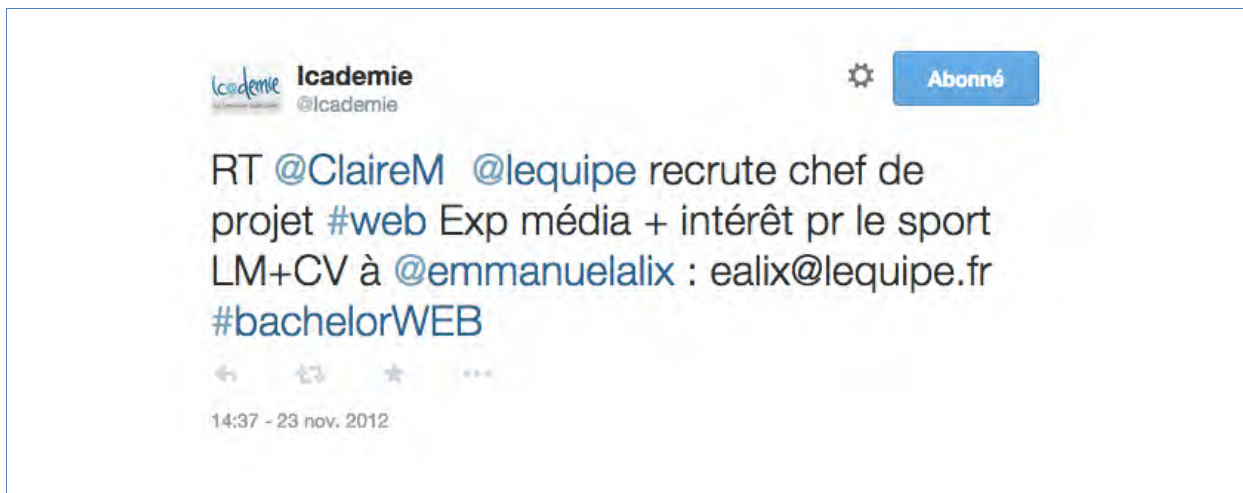 Icademie
Icademie
@Icademie
Abonné
RT @ClaireM @lequipe recrute chef de
projet #web Exp média + intérêt pr le sport
LM+CV à @emmanuelalix : ealix@lequipe.fr
#bachelorWEB
14:37 - 23 nov. 2012